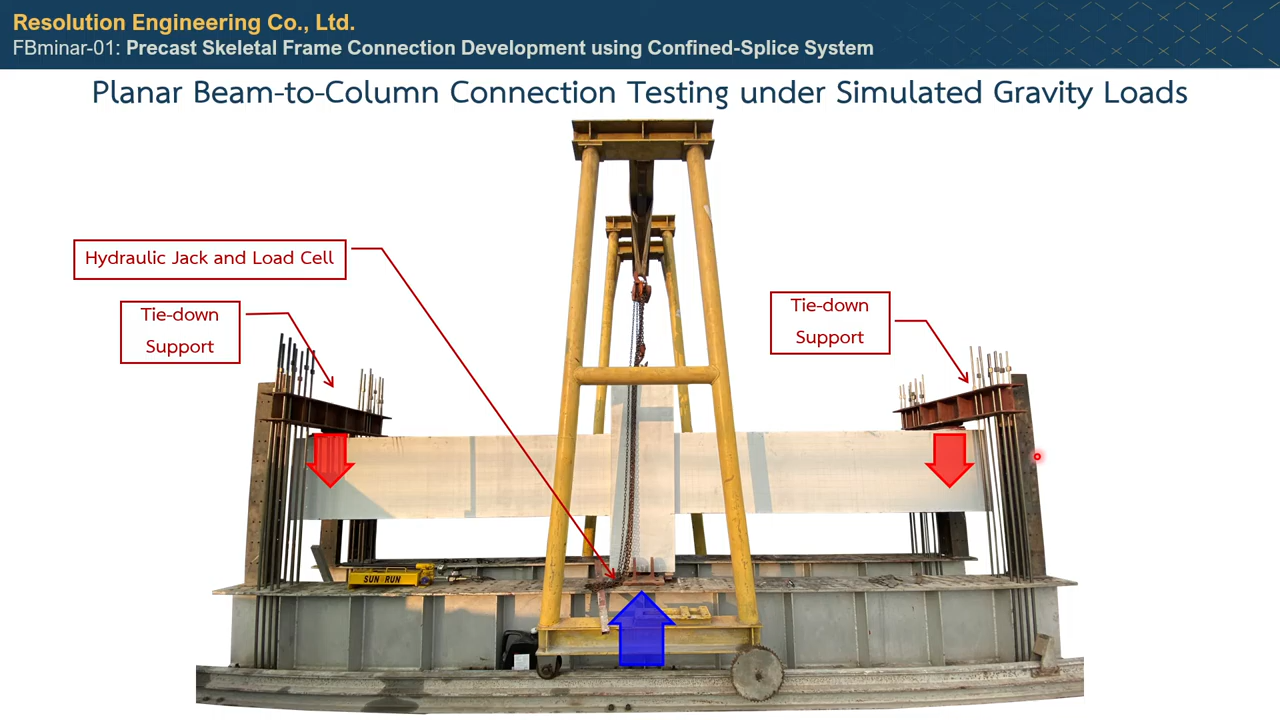 Resolution Engineering Co., Ltd.
FBminar-01: Precast Skeletal Frame Connection Development using Confined-Splice System
Planar Beam-to-Column Connection Testing under Simulated Gravity Loads
Hydraulic Jack and Load Cell
Tie-down
Support
Tie-down
Support
SUN RUN